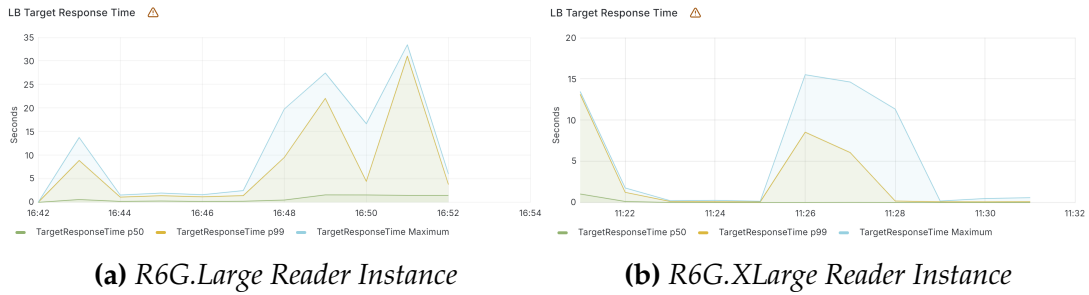 LB Target Response Time
35
30
25
20
15
10
5
0
Seconds
16:42 16:44 16:46 16:48 16:50 16:52 16:54
TargetResponseTime p50 TargetResponseTime p99 TargetResponseTime Maximum
(a) R6G.Large Reader Instance
LB Target Response Time
20
15
10
5
0
Seconds
11:22 11:24 11:26 11:28 11:30 11:32
TargetResponseTime p50 TargetResponseTime p99 TargetResponseTime Maximum
(b) R6G.XLarge Reader Instance